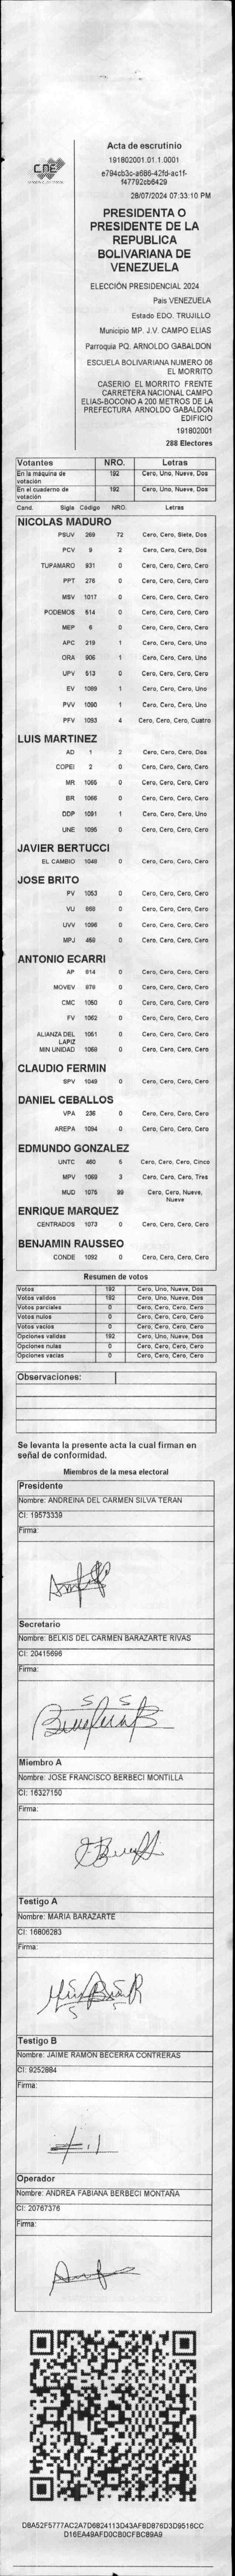 CNE
Acta de escrutinio
191802001.01.1.0001
e794cb3c-a686-42fd-ac1f-
f47792cb6429
28/07/2024 07:33:10 PM
PRESIDENTA O
PRESIDENTE DE LA
REPUBLICA
BOLIVARIANA DE
VENEZUELA
ELECCIÓN PRESIDENCIAL 2024
Pais VENEZUELA
Estado EDO. TRUJILLO
Municipio MP. J.V. CAMPO ELIAS
Parroquia PQ. ARNOLDO GABALDON
ESCUELA BOLIVARIANA NUMERO 06
EL MORRITO
CASERIO EL MORRITO FRENTE
CARRETERA NACIONAL CAMPO
ELIAS-BOCONO A 200 METROS DE LA
PREFECTURA ARNOLDO GABALDON
EDIFICIO
191802001
288 Electores
Votantes NRO. Letras
En la máquina de votación 192 Cero, Uno, Nueve, Dos
En el cuaderno de votación 192 Cero, Uno, Nueve, Dos
Cand. Sigla Código NRO. Letras
NICOLAS MADURO
PSUV 269 72 Cero, Cero, Siete, Dos
PCV 9 2 Cero, Cero, Cero, Dos
TUPAMARO 931 0 Cero, Cero, Cero, Cero
PPT 276 0 Cero, Cero, Cero, Cero
MSV 1017 0 Cero, Cero, Cero, Cero
PODEMOS 514 0 Cero, Cero, Cero, Cero
MEP 6 0 Cero, Cero, Cero, Cero
APC 219 1 Cero, Cero, Cero, Uno
ORA 906 1 Cero, Cero, Cero, Uno
UPV 513 0 Cero, Cero, Cero, Cero
EV 1089 1 Cero, Cero, Cero, Uno
PVV 1090 1 Cero, Cero, Cero, Uno
PFV 1093 4 Cero, Cero, Cero, Cuatro
LUIS MARTINEZ
AD 1 2 Cero, Cero, Cero, Dos
COPEI 2 0 Cero, Cero, Cero, Cero
MR 1065 0 Cero, Cero, Cero, Cero
BR 1066 0 Cero, Cero, Cero, Cero
DDP 1091 1 Cero, Cero, Cero, Uno
UNE 1095 0 Cero, Cero, Cero, Cero
JAVIER BERTUCCI
EL CAMBIO 1048 0 Cero, Cero, Cero, Cero
JOSE BRITO
PV 1053 0 Cero, Cero, Cero, Cero
VU 868 0 Cero, Cero, Cero, Cero
UVV 1096 0 Cero, Cero, Cero, Cero
MPJ 458 0 Cero, Cero, Cero, Cero
ANTONIO ECARRI
AP 814 0 Cero, Cero, Cero, Cero
MOVEV 878 0 Cero, Cero, Cero, Cero
CMC 1050 0 Cero, Cero, Cero, Cero
FV 1062 0 Cero, Cero, Cero, Cero
ALIANZA DEL LAPIZ 1051 0 Cero, Cero, Cero, Cero
MIN UNIDAD 1058 0 Cero, Cero, Cero, Cero
CLAUDIO FERMIN
SPV 1049 0 Cero, Cero, Cero, Cero
DANIEL CEBALLOS
VPA 236 0 Cero, Cero, Cero, Cero
AREPA 1094 0 Cero, Cero, Cero, Cero
EDMUNDO GONZALEZ
UNTC 460 5 Cero, Cero, Cero, Cinco
MPV 1069 3 Cero, Cero, Cero, Tres
MUD 1075 99 Cero, Cero, Nueve, Nueve
ENRIQUE MARQUEZ
CENTRADOS 1073 0 Cero, Cero, Cero, Cero
BENJAMIN RAUSSEO
CONDE 1092 0 Cero, Cero, Cero, Cero
Resumen de votos
Votos 192 Cero, Uno, Nueve, Dos
Votos validos 192 Cero, Uno, Nueve, Dos
Votos parciales 0 Cero, Cero, Cero, Cero
Votos nulos 0 Cero, Cero, Cero, Cero
Votos vacios 0 Cero, Cero, Cero, Cero
Opciones validas 192 Cero, Uno, Nueve, Dos
Opciones nulas 0 Cero, Cero, Cero, Cero
Opciones vacias 0 Cero, Cero, Cero, Cero
Observaciones:
Se levanta la presente acta la cual firman en
señal de conformidad.
Miembros de la mesa electoral
Presidente
Nombre: ANDREINA DEL CARMEN SILVA TERAN
CI: 19573339
Firma:
Secretario
Nombre: BELKIS DEL CARMEN BARAZARTE RIVAS
CI: 20415696
Firma:
Miembro A
Nombre: JOSE FRANCISCO BERBECI MONTILLA
CI: 16327150
Firma:
Testigo A
Nombre: MARIA BARAZARTE
CI: 16806283
Firma:
Testigo B
Nombre: JAIME RAMÓN BECERRA CONTRERAS
CI: 9252884
Firma:
Operador
Nombre: ANDREA FABIANA BERBECI MONTAÑA
CI: 20767376
Firma:
D8A52F5777AC2A7D6824113D43AF8DB76D3D9516CC
D16EA49AFD0CB0CFBC89A9